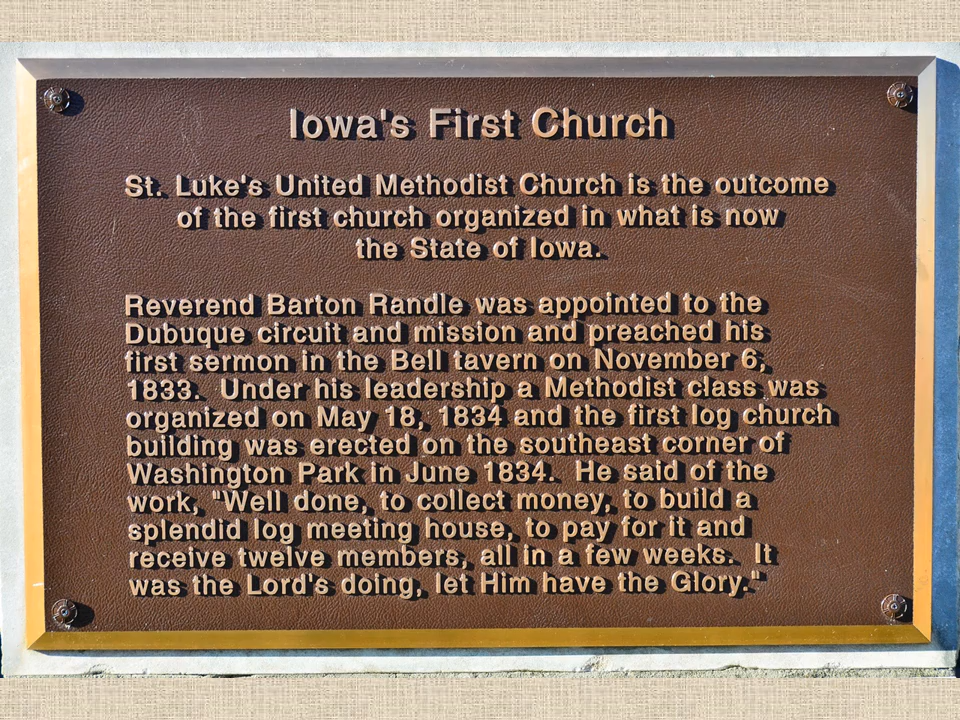 Iowa's First Church
St. Luke's United Methodist Church is the outcome
of the first church organized in what is now
the State of Iowa.
Reverend Barton Randle was appointed to the
Dubuque circuit and mission and preached his
first sermon in the Bell tavern on November 6,
1833.  Under his leadership a Methodist class was
organized on May 18, 1834 and the first log church
building was erected on the southeast corner of
Washington Park in June 1834.  He said of the
work, "Well done, to collect money, to build a
splendid log meeting house, to pay for it and
receive twelve members, all in a few weeks.  It
was the Lord's doing, let Him have the Glory."